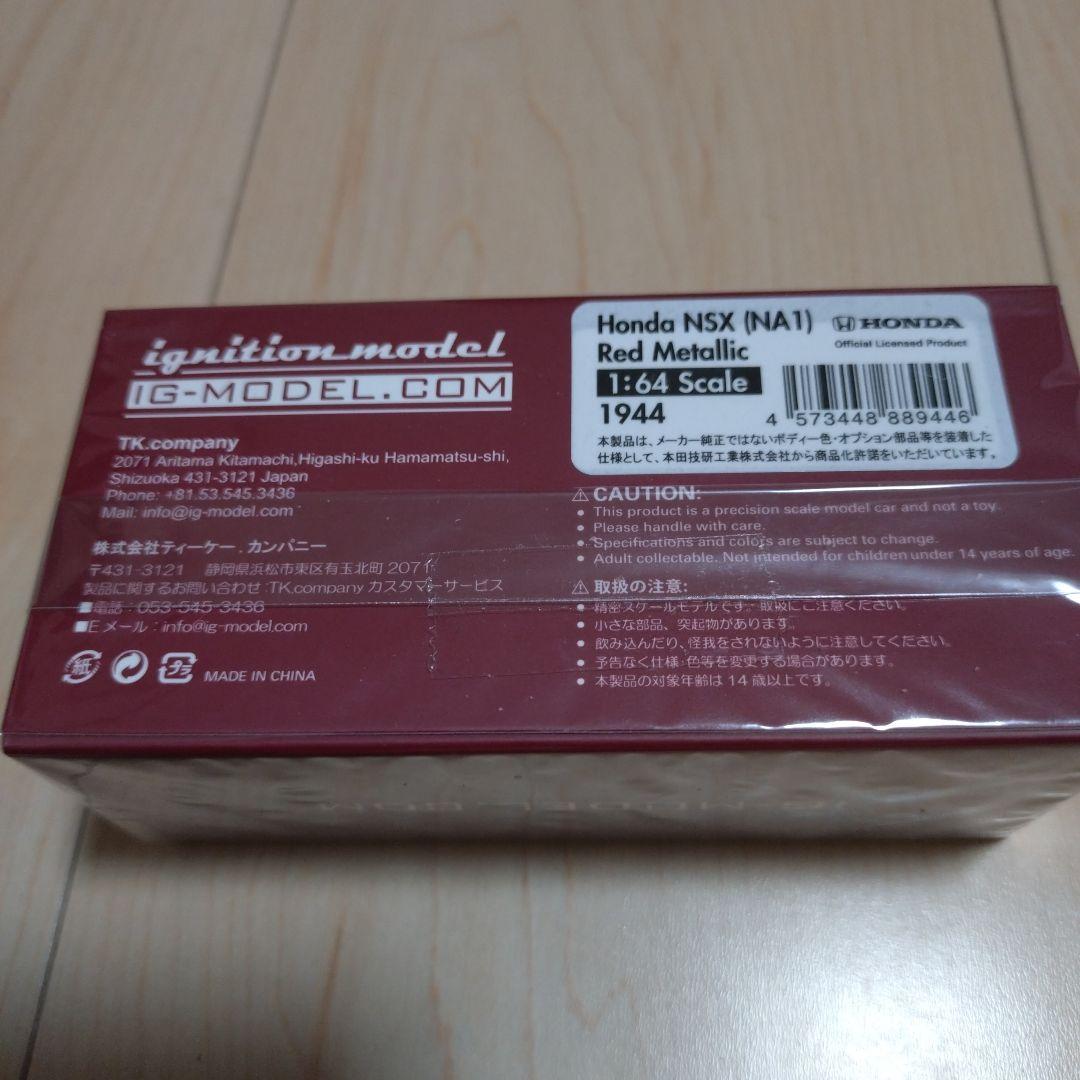 ignition model
IG-MODEL.COM
TK.company
2071 Aritama Kitamachi,Higashi-ku Hamamatsu-shi,
Shizuoka 431-3121 Japan
Phone: +81.53.545.3436
Mail: info@ig-model.com
株式会社ティーケー.カンパニー
〒431-3121 静岡県浜松市東区有玉北町 2071
製品に関するお問い合わせ:TK.company カスタマーサービス
■電話:053-545-3436
■Eメール:info@ig-model.com
紙 プラ MADE IN CHINA
Honda NSX (NA1)
Red Metallic
1:64 Scale
1944
HONDA
Official Licensed Product
4 573448 889446
本製品は、メーカー純正ではないボディー色・オプション部品等を装着した
仕様として、本田技研工業株式会社から商品化許諾をいただいています。
⚠ CAUTION:
• This product is a precision scale model car and not a toy.
• Please handle with care.
• Specifications and colors are subject to change.
• Adult collectable. Not intended for children under 14 years of age.
⚠ 取扱の注意:
• 精密スケールモデルです。取扱にご注意ください。
• 小さな部品、突起物があります。
• 飲み込んだり、怪我をされないように注意してください。
• 予告なく仕様・色等を変更する場合があります。
• 本製品の対象年齢は 14 歳以上です。
IG-MODEL.COM